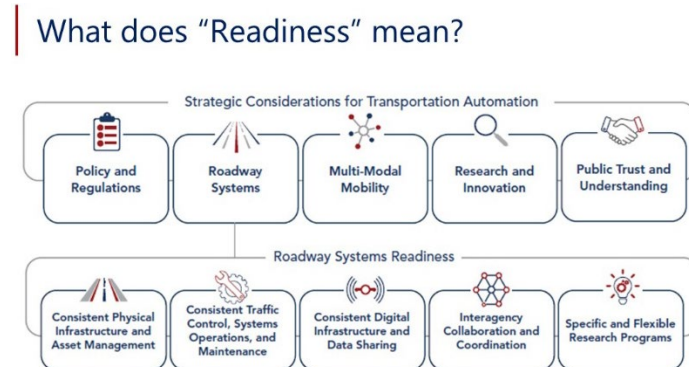 What does “Readiness” mean?
Strategic Considerations for Transportation Automation
Policy and
Regulations
Roadway
Systems
Multi-Modal
Mobility
Research and
Innovation
Public Trust and
Understanding
Roadway Systems Readiness
Consistent Physical
Infrastructure and
Asset Management
Consistent Traffic
Control, Systems
Operations, and
Maintenance
Consistent Digital
Infrastructure and
Data Sharing
Interagency
Collaboration and
Coordination
Specific and Flexible
Research Programs